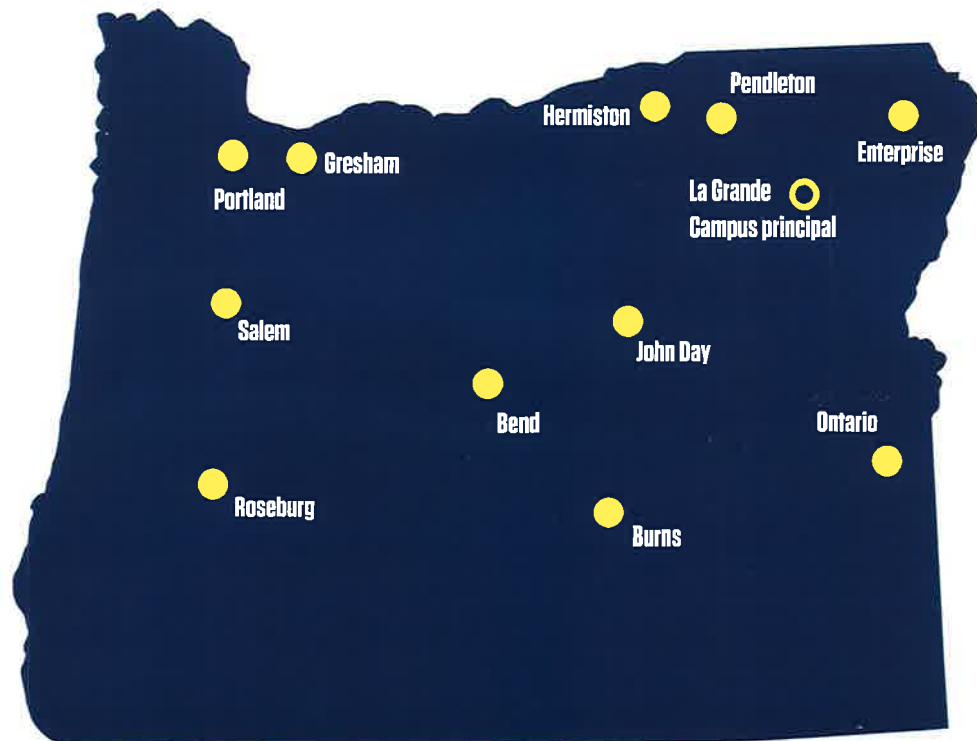 Pendleton
Hermiston
Enterprise
Gresham
Portland
La Grande
Campus principal
Salem
John Day
Bend
Ontario
Roseburg
Burns